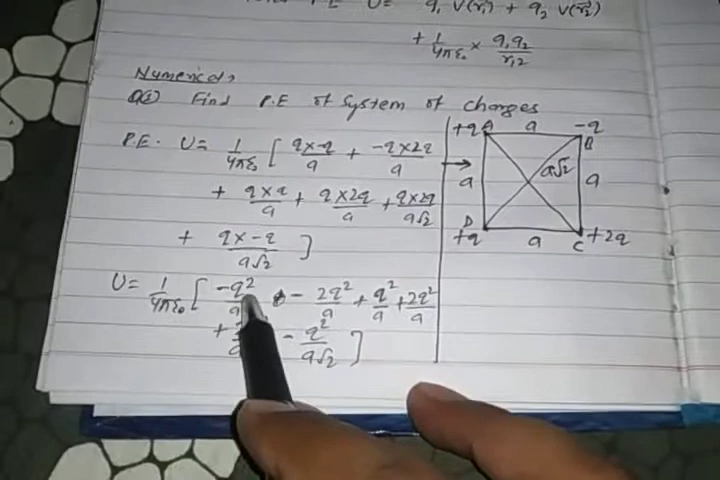 U= q₁ V(r₁) + q₂ V(r₂)
+ 1/4πε₀ × q₁q₂/r₁₂
Numericals
Q① Find P.E of System of charges
P.E. U= 1/4πε₀ [ q×-q/a + -q×2q/a
+ q×q/a + q×2q/a + q×2q/a√2
+ q×-q/a√2 ]
U= 1/4πε₀ [ -q²/a - 2q²/a + q²/a + 2q²/a
+ - q²/a√2 ]
+q A a -q
B
a a√2 a
D
+q a C +2q